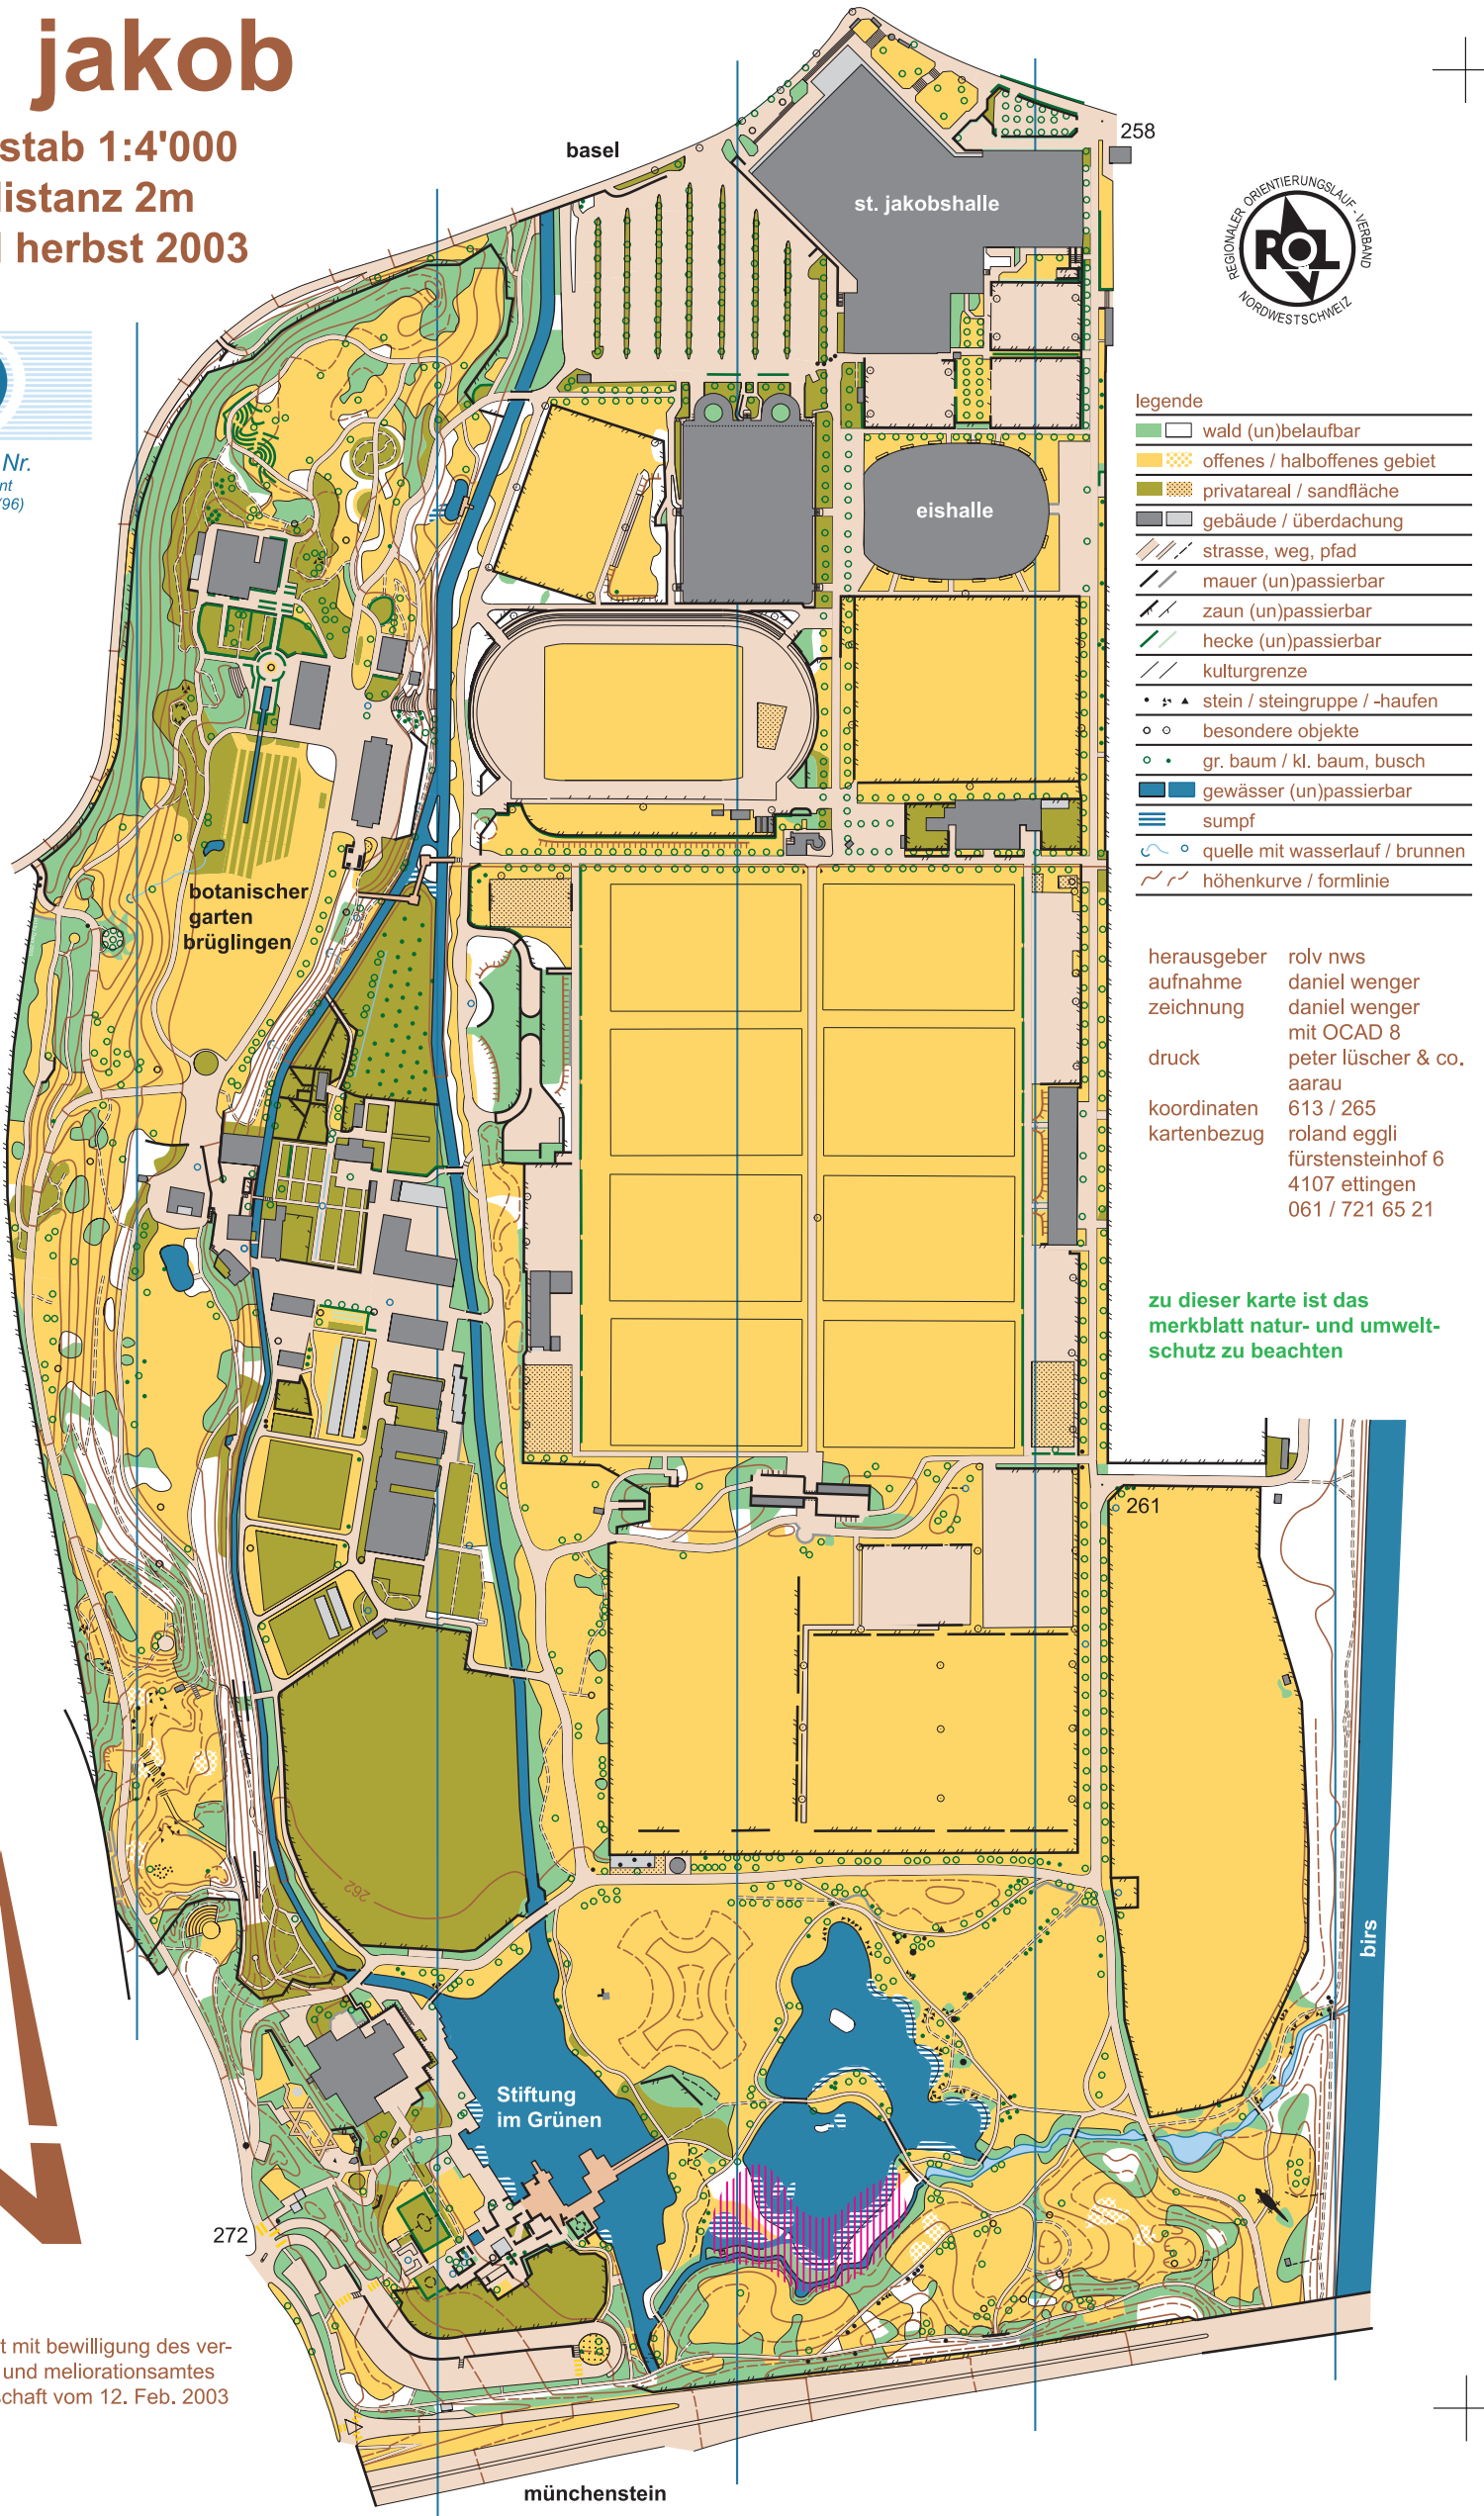 jakob
stab 1:4'000
distanz 2m
herbst 2003
Nr.
basel
258
st. jakobshalle
REGIONALER ORIENTIERUNGSLAUF - VERBAND
ROL
NORDWESTSCHWEIZ
eishalle
legende
wald (un)belaufbar
offenes / halboffenes gebiet
privatareal / sandfläche
gebäude / überdachung
strasse, weg, pfad
mauer (un)passierbar
zaun (un)passierbar
hecke (un)passierbar
kulturgrenze
stein / steingruppe / -haufen
besondere objekte
gr. baum / kl. baum, busch
gewässer (un)passierbar
sumpf
quelle mit wasserlauf / brunnen
höhenkurve / formlinie
botanischer
garten
brüglingen
herausgeber rolv nws
aufnahme daniel wenger
zeichnung daniel wenger
mit OCAD 8
druck peter lüscher & co.
aarau
koordinaten 613 / 265
kartenbezug roland eggli
fürstensteinhof 6
4107 ettingen
061 / 721 65 21
zu dieser karte ist das
merkblatt natur- und umwelt-
schutz zu beachten
261
262
birs
Stiftung
im Grünen
272
t mit bewilligung des ver-
und meliorationsamtes
schaft vom 12. Feb. 2003
münchenstein